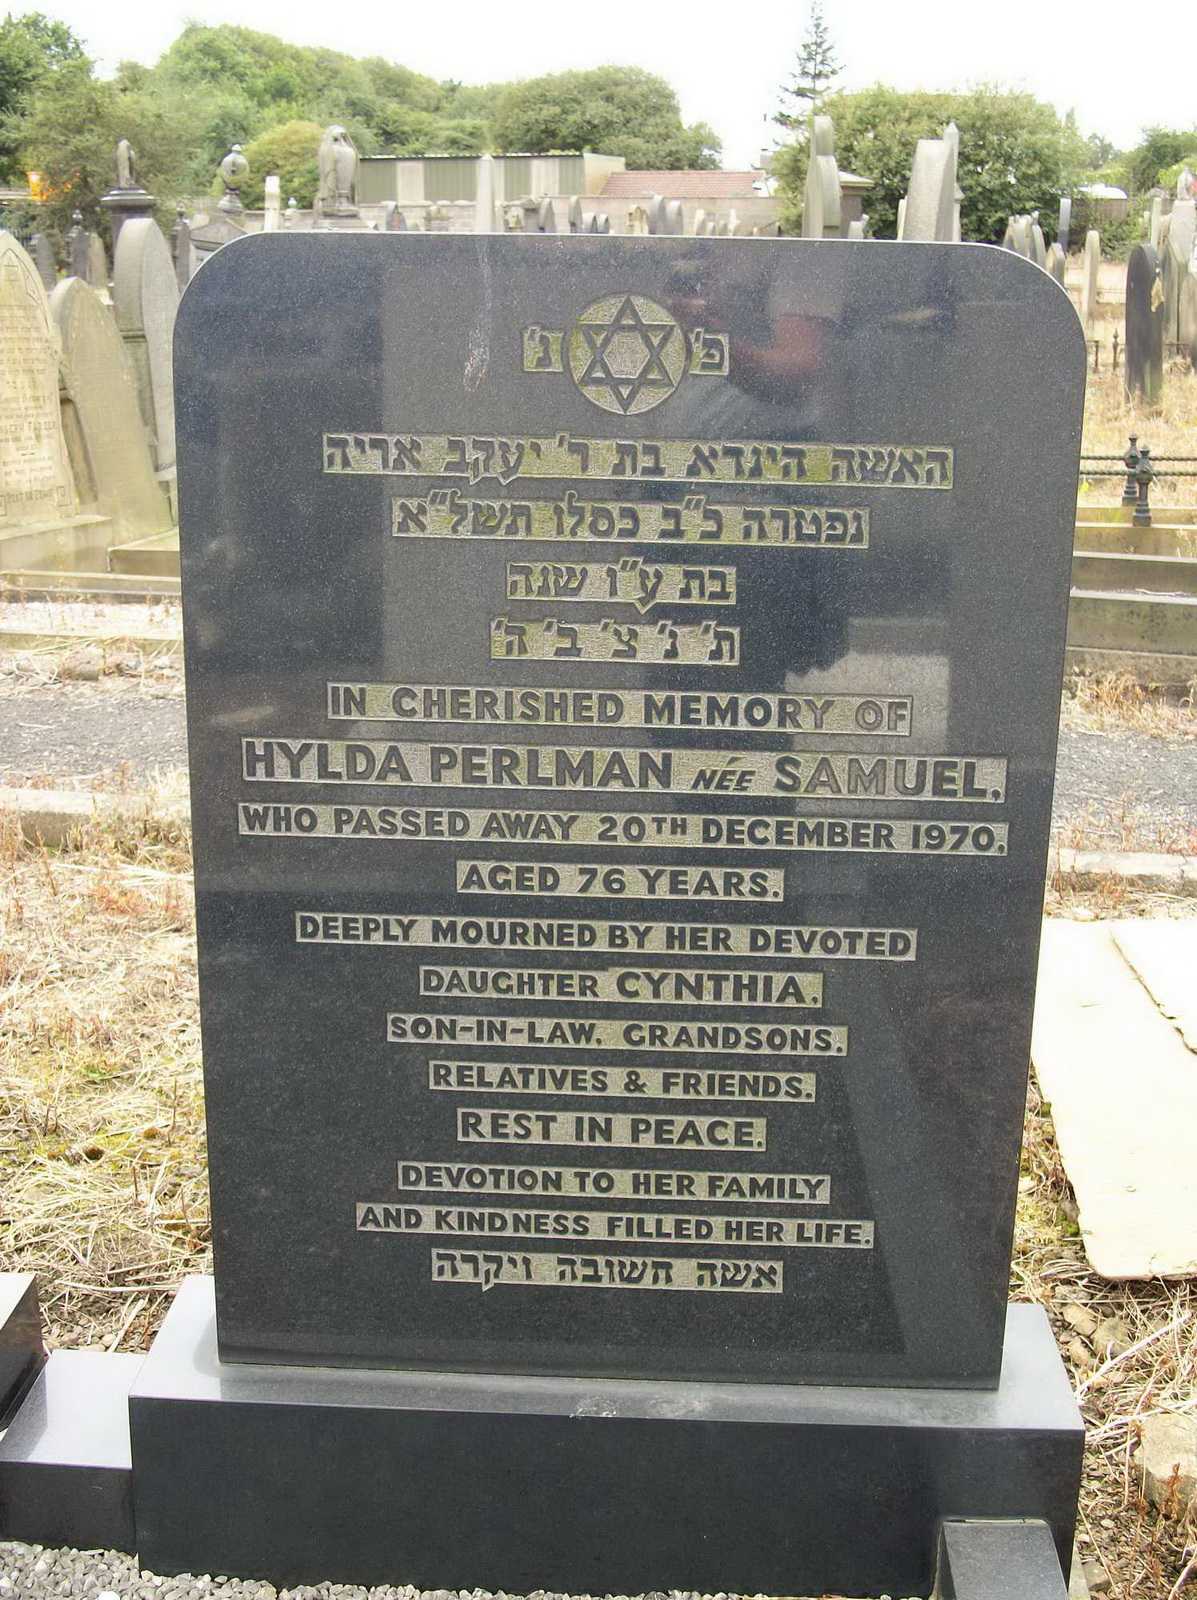 פ׳ נ׳
האשה הינדא בת ר׳ יעקב אריה
נפטרה כ״ב כסלו תשל״א
בת ע״ו שנה
ת׳ נ׳ צ׳ ב׳ ה׳
IN CHERISHED MEMORY OF
HYLDA PERLMAN NÉE SAMUEL,
WHO PASSED AWAY 20TH DECEMBER 1970,
AGED 76 YEARS.
DEEPLY MOURNED BY HER DEVOTED
DAUGHTER CYNTHIA,
SON-IN-LAW, GRANDSONS,
RELATIVES & FRIENDS.
REST IN PEACE.
DEVOTION TO HER FAMILY
AND KINDNESS FILLED HER LIFE.
אשה חשובה ויקרה